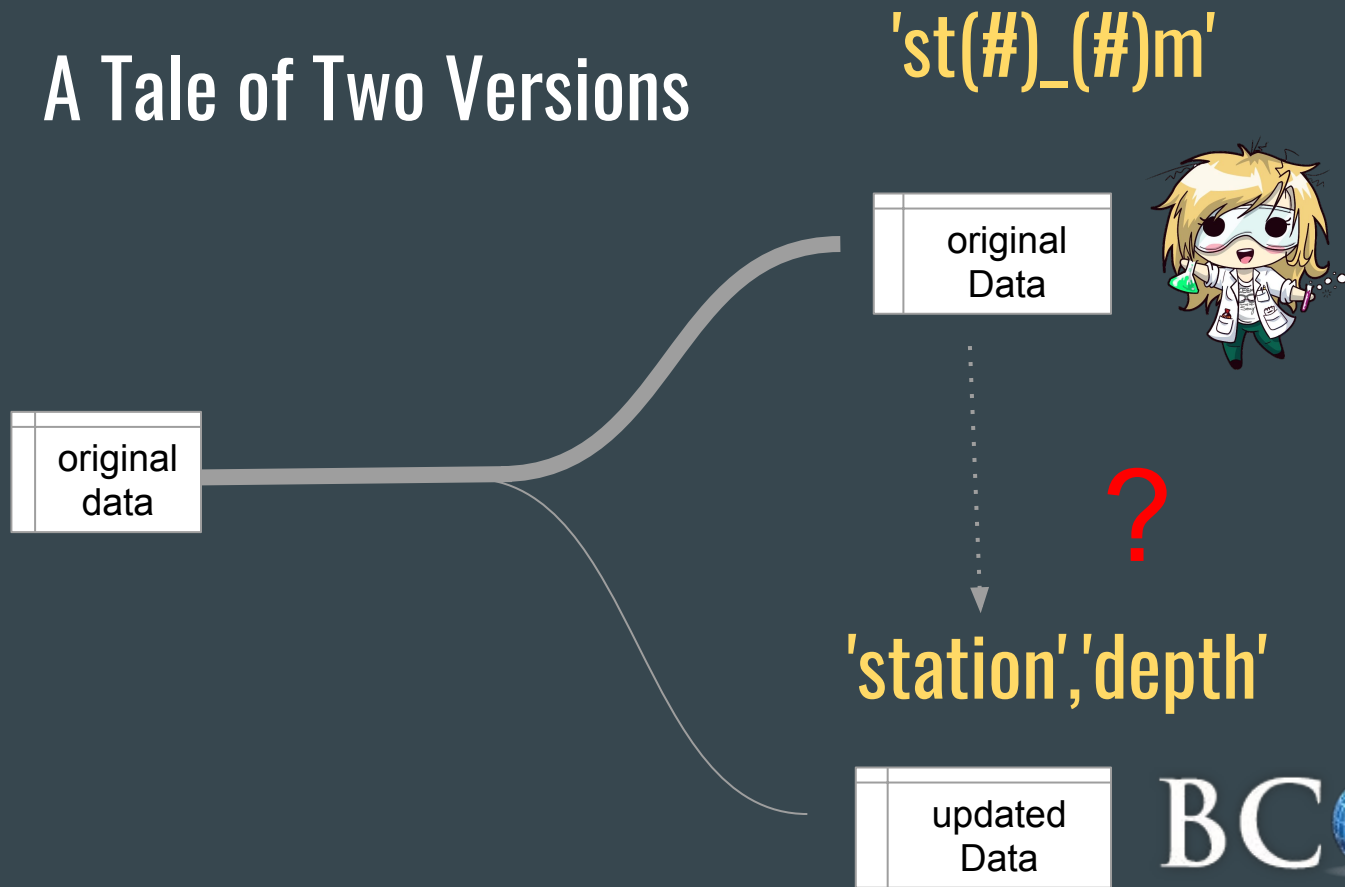 A Tale of Two Versions
'st(#)_(#)m'
original
Data
original
data
?
'station','depth'
updated
Data
BC